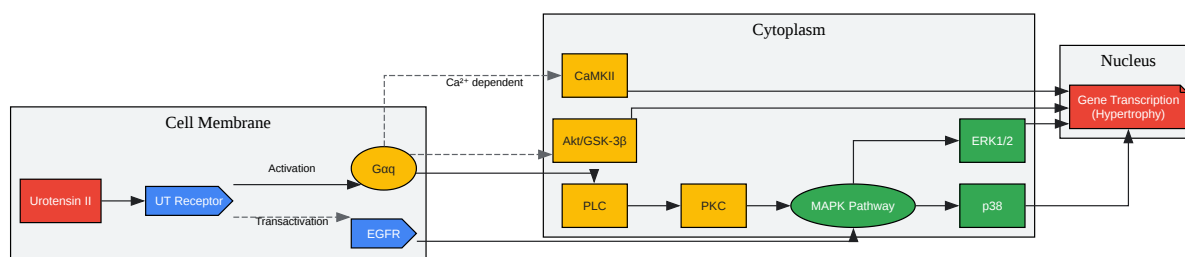 Cytoplasm
Nucleus
Cell Membrane
Ca²⁺ dependent
CaMKII
Gene Transcription
(Hypertrophy)
Akt/GSK-3β
ERK1/2
Activation
Gαq
Urotensin II
UT Receptor
PLC
PKC
MAPK Pathway
p38
Transactivation
EGFR